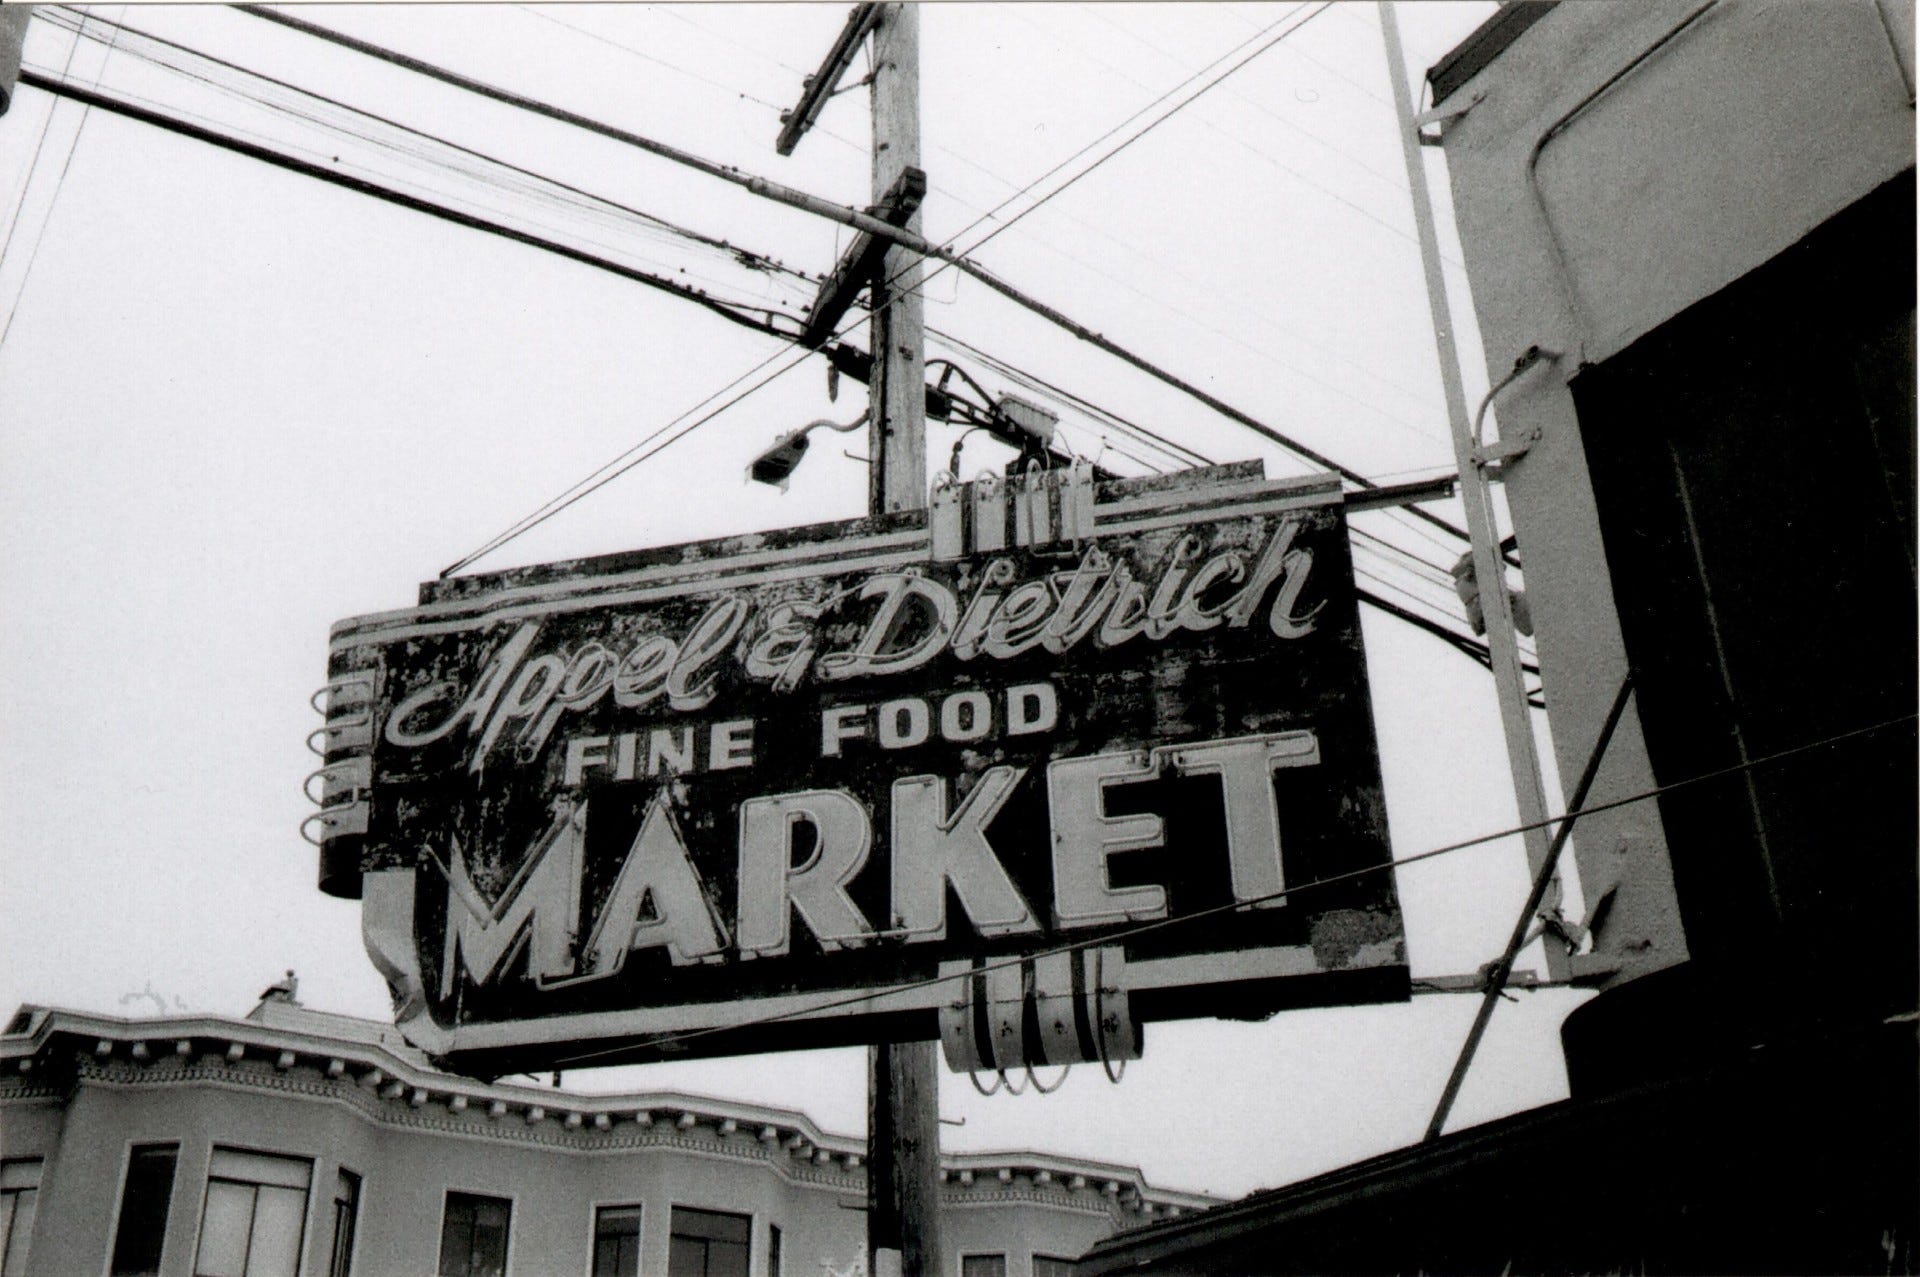 Appel & Dietrich
FINE FOOD
MARKET